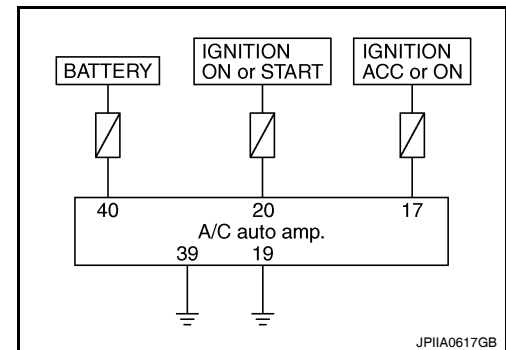 BATTERY
IGNITION
ON or START
IGNITION
ACC or ON
40 20 17
A/C auto amp.
39 19
JPIIA0617GB